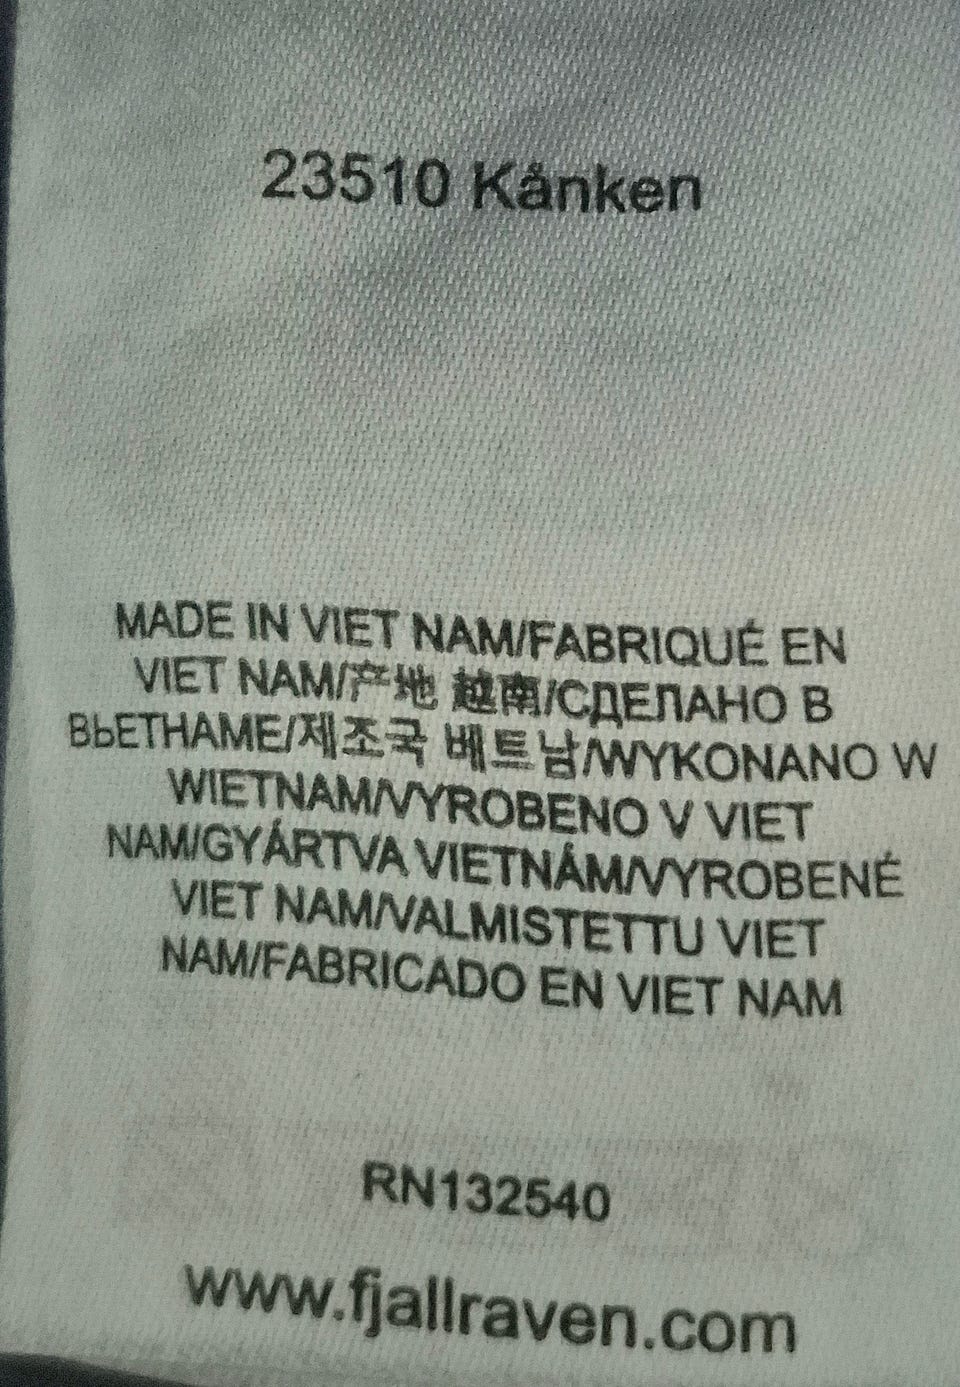 23510 Kånken
MADE IN VIET NAM/FABRIQUÉ EN
VIET NAM/产地 越南/СДЕЛАНО В
ВЬЕТНАМЕ/제조국 베트남/WYKONANO W
WIETNAM/VYROBENO V VIET
NAM/GYÁRTVA VIETNÁM/VYROBENÉ
VIET NAM/VALMISTETTU VIET
NAM/FABRICADO EN VIET NAM
RN132540
www.fjallraven.com